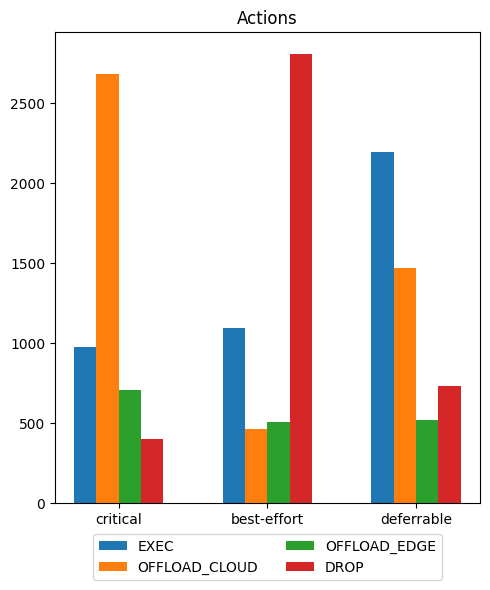 Actions
2500
2000
1500
1000
500
0
critical best-effort deferrable
EXEC OFFLOAD_EDGE
OFFLOAD_CLOUD DROP